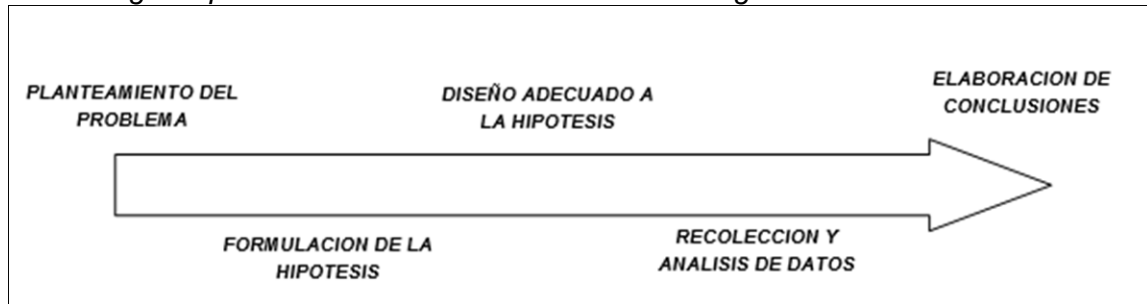 PLANTEAMIENTO DEL
PROBLEMA
FORMULACION DE LA
HIPOTESIS
DISEÑO ADECUADO A
LA HIPOTESIS
RECOLECCION Y
ANALISIS DE DATOS
ELABORACION DE
CONCLUSIONES